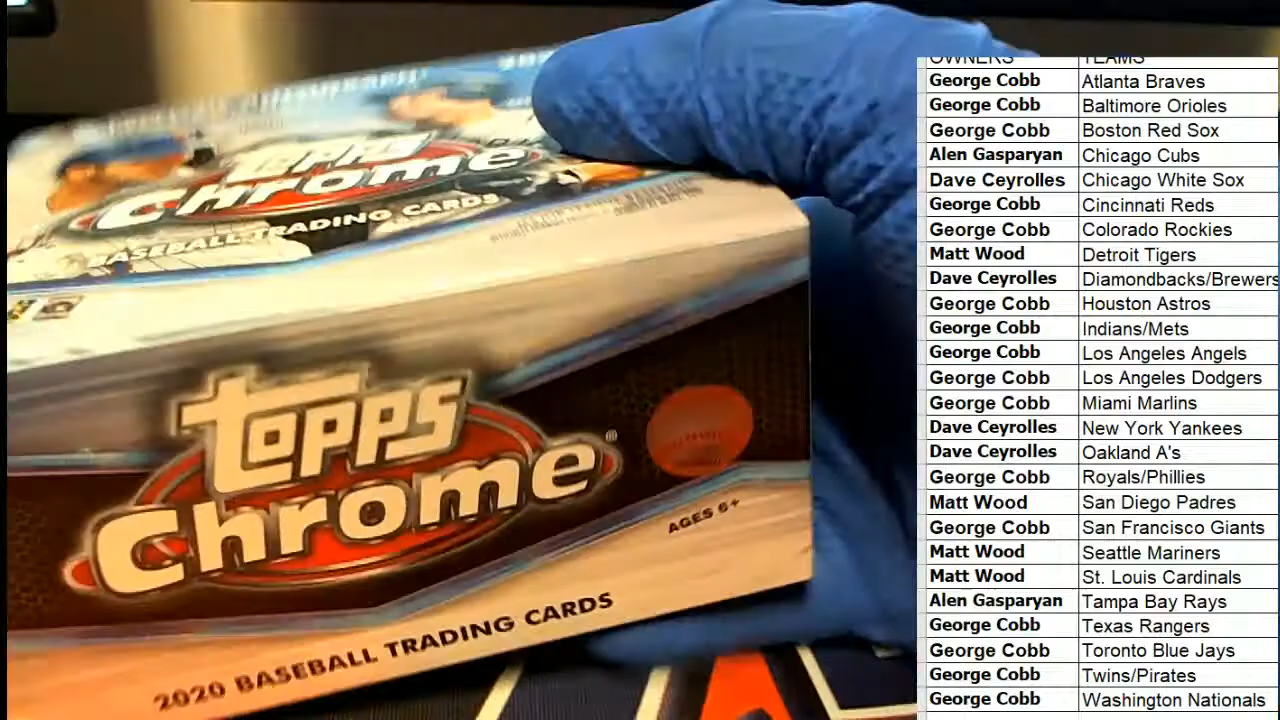 Topps
Chrome
BASEBALL TRADING CARDS
Topps
Chrome®
AGES 6+
2020 BASEBALL TRADING CARDS
OWNERS TEAMS
George Cobb Atlanta Braves
George Cobb Baltimore Orioles
George Cobb Boston Red Sox
Alen Gasparyan Chicago Cubs
Dave Ceyrolles Chicago White Sox
George Cobb Cincinnati Reds
George Cobb Colorado Rockies
Matt Wood Detroit Tigers
Dave Ceyrolles Diamondbacks/Brewers
George Cobb Houston Astros
George Cobb Indians/Mets
George Cobb Los Angeles Angels
George Cobb Los Angeles Dodgers
George Cobb Miami Marlins
Dave Ceyrolles New York Yankees
Dave Ceyrolles Oakland A's
George Cobb Royals/Phillies
Matt Wood San Diego Padres
George Cobb San Francisco Giants
Matt Wood Seattle Mariners
Matt Wood St. Louis Cardinals
Alen Gasparyan Tampa Bay Rays
George Cobb Texas Rangers
George Cobb Toronto Blue Jays
George Cobb Twins/Pirates
George Cobb Washington Nationals